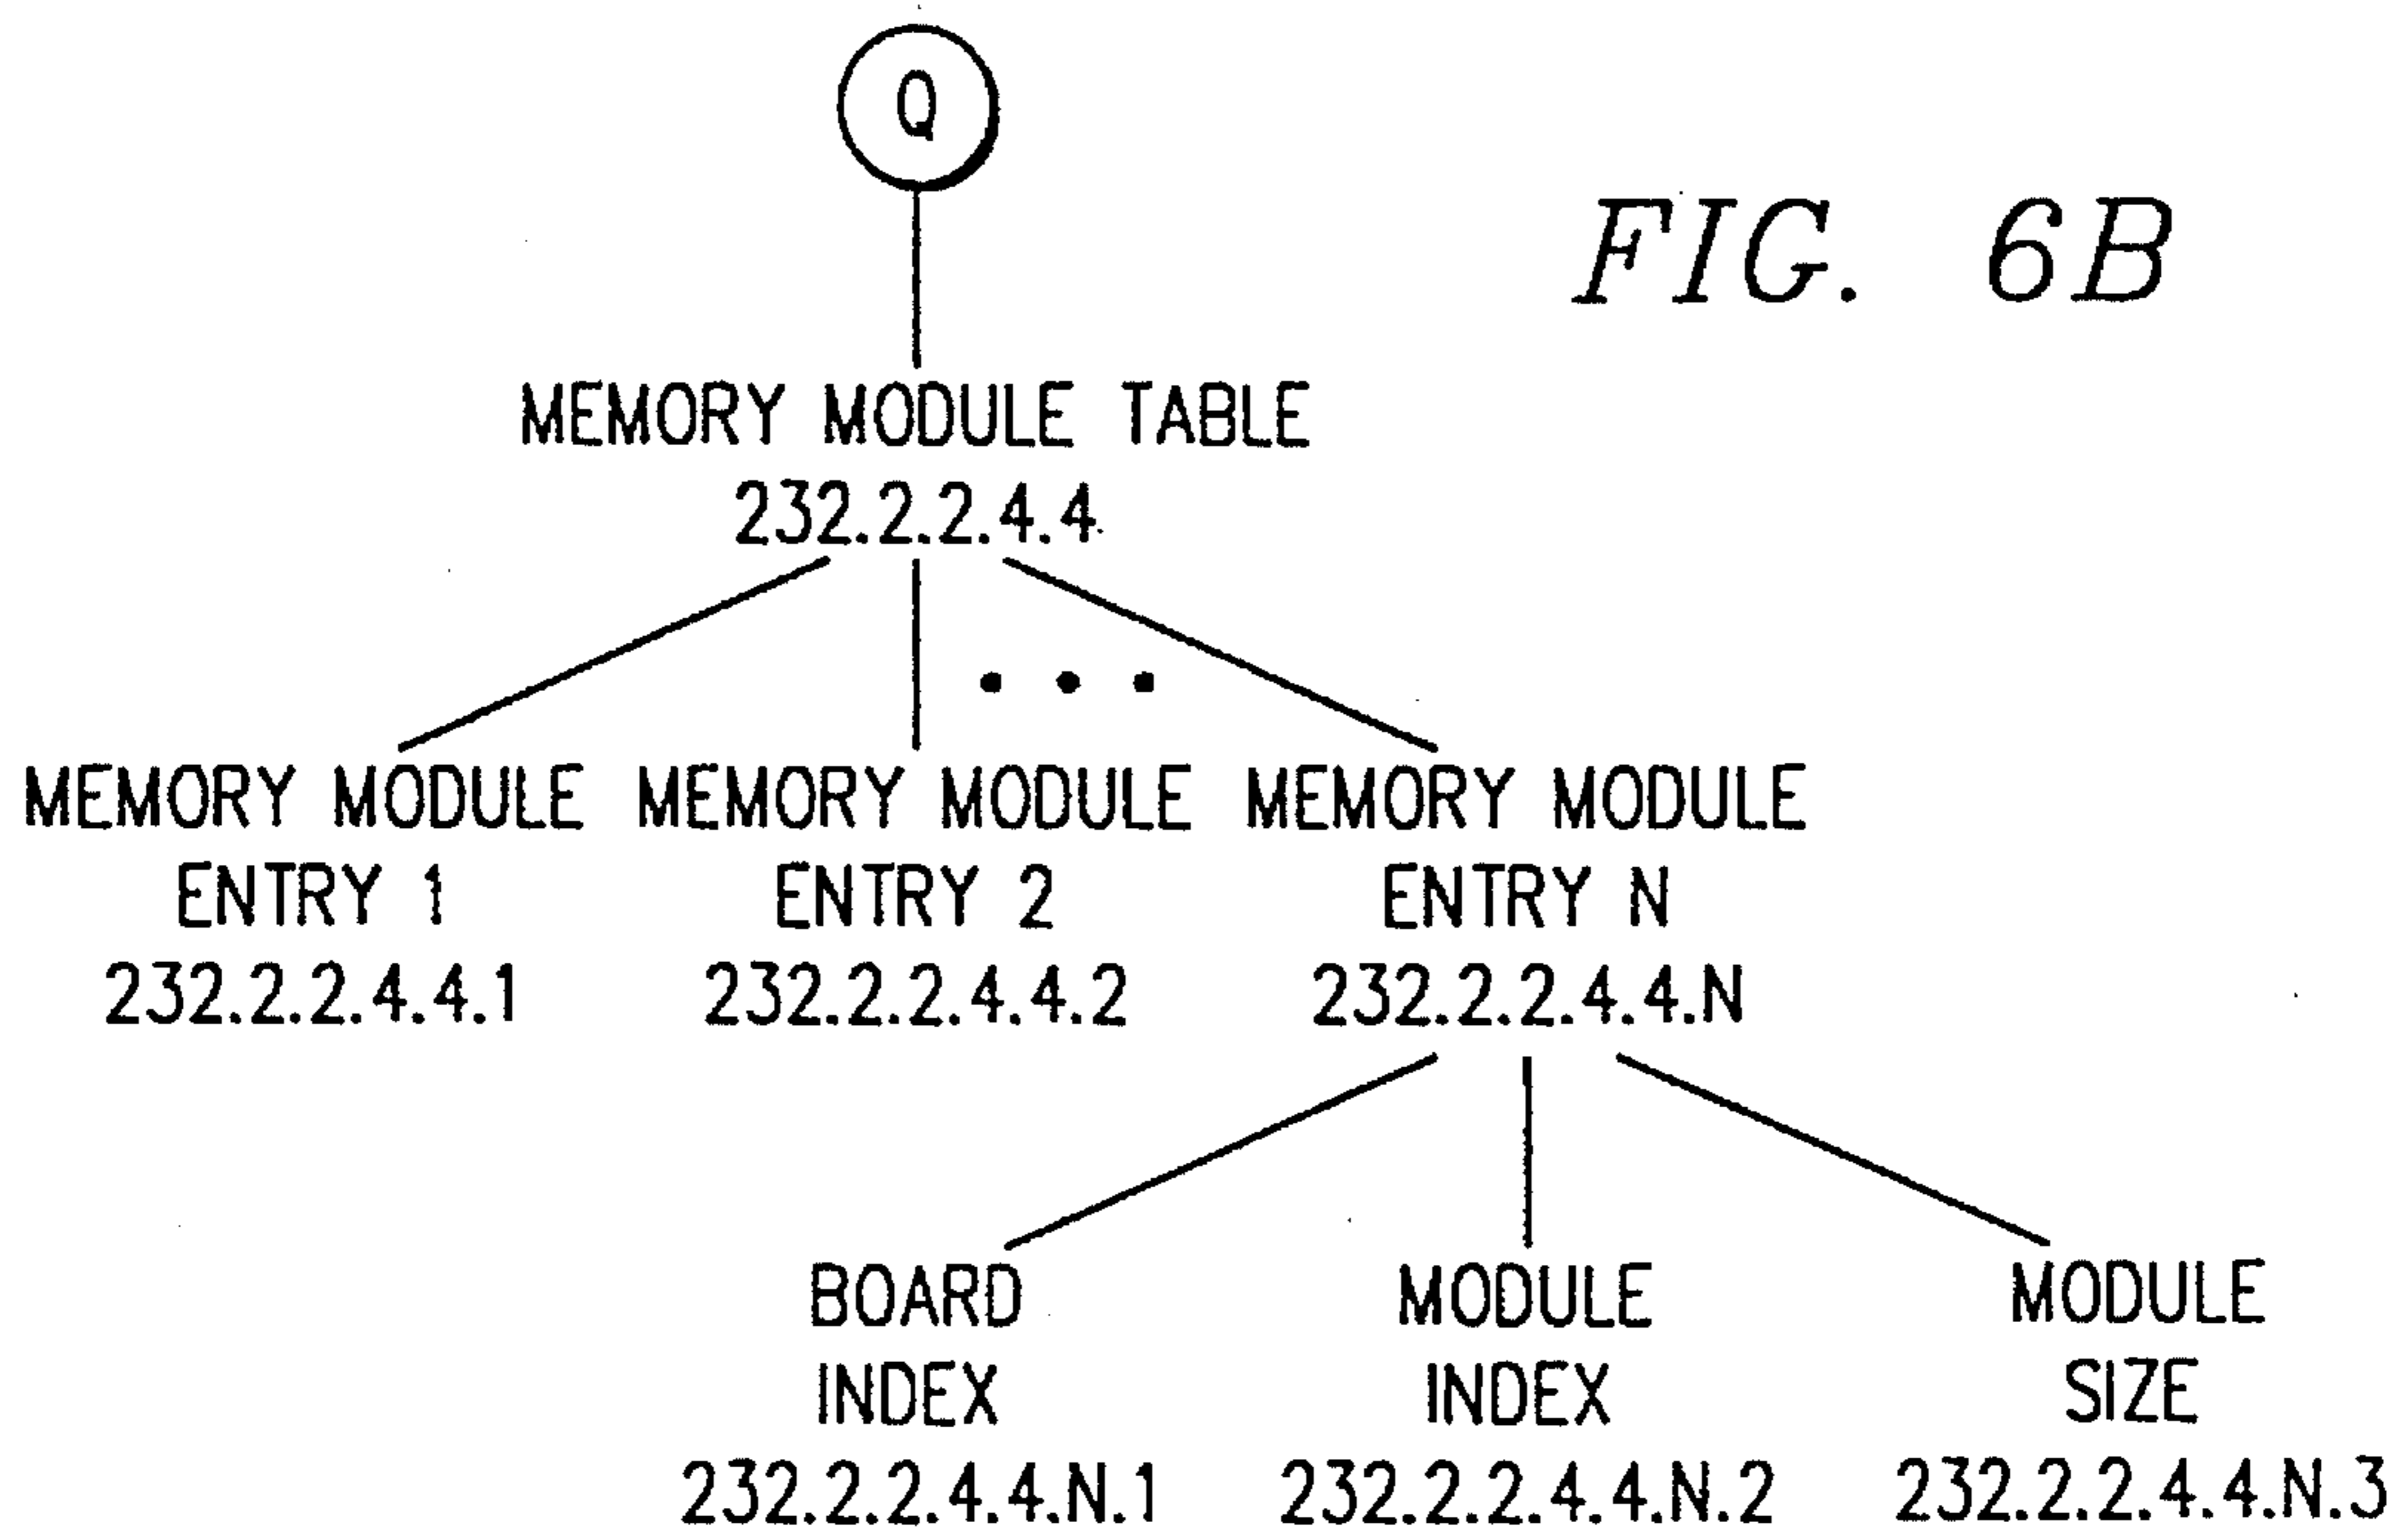 Q
FIG. 6B
MEMORY MODULE TABLE
232.2.2.4.4
MEMORY MODULE MEMORY MODULE MEMORY MODULE
ENTRY 1 ENTRY 2 ENTRY N
232.2.2.4.4.1 232.2.2.4.4.2 232.2.2.4.4.N
BOARD MODULE MODULE
INDEX INDEX SIZE
232.2.2.4.4.N.1 232.2.2.4.4.N.2 232.2.2.4.4.N.3